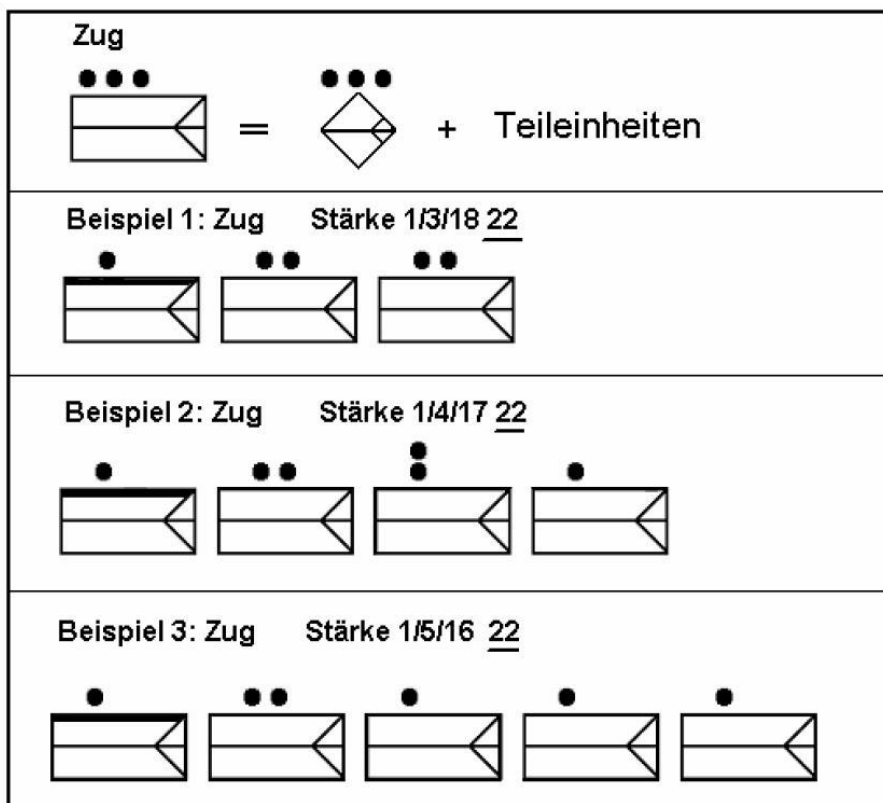 Zug
= + Teileinheiten
Beispiel 1: Zug Stärke 1/3/18 22
Beispiel 2: Zug Stärke 1/4/17 22
Beispiel 3: Zug Stärke 1/5/16 22